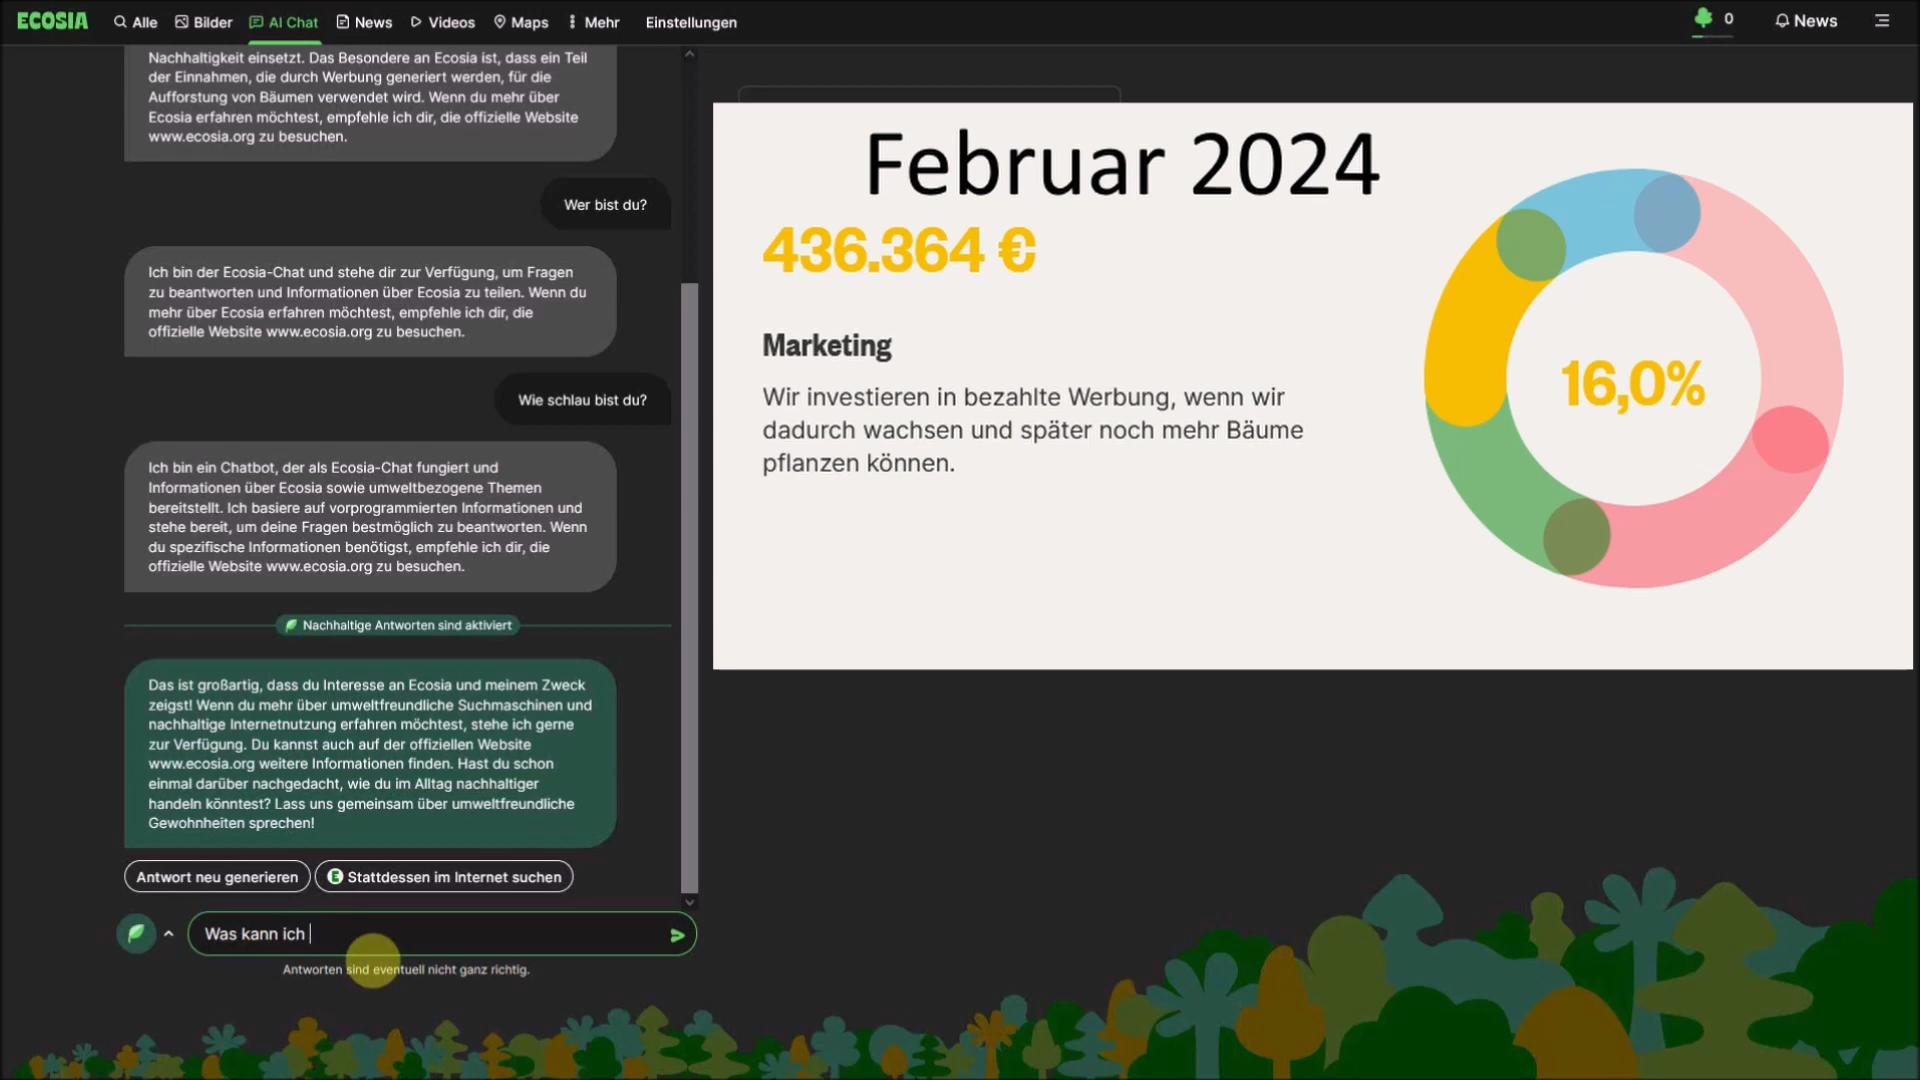 ECOSIA Alle Bilder AI Chat News Videos Maps Mehr Einstellungen 0 News
Nachhaltigkeit einsetzt. Das Besondere an Ecosia ist, dass ein Teil
der Einnahmen, die durch Werbung generiert werden, für die
Aufforstung von Bäumen verwendet wird. Wenn du mehr über
Ecosia erfahren möchtest, empfehle ich dir, die offizielle Website
www.ecosia.org zu besuchen.
Wer bist du?
Ich bin der Ecosia-Chat und stehe dir zur Verfügung, um Fragen
zu beantworten und Informationen über Ecosia zu teilen. Wenn du
mehr über Ecosia erfahren möchtest, empfehle ich dir, die
offizielle Website www.ecosia.org zu besuchen.
Wie schlau bist du?
Ich bin ein Chatbot, der als Ecosia-Chat fungiert und
Informationen über Ecosia sowie umweltbezogene Themen
bereitstellt. Ich basiere auf vorprogrammierten Informationen und
stehe bereit, um deine Fragen bestmöglich zu beantworten. Wenn
du spezifische Informationen benötigst, empfehle ich dir, die
offizielle Website www.ecosia.org zu besuchen.
Nachhaltige Antworten sind aktiviert
Das ist großartig, dass du Interesse an Ecosia und meinem Zweck
zeigst! Wenn du mehr über umweltfreundliche Suchmaschinen und
nachhaltige Internetnutzung erfahren möchtest, stehe ich gerne
zur Verfügung. Du kannst auch auf der offiziellen Website
www.ecosia.org weitere Informationen finden. Hast du schon
einmal darüber nachgedacht, wie du im Alltag nachhaltiger
handeln könntest? Lass uns gemeinsam über umweltfreundliche
Gewohnheiten sprechen!
Antwort neu generieren Stattdessen im Internet suchen
Was kann ich
Antworten sind eventuell nicht ganz richtig.
Februar 2024
436.364 €
Marketing
Wir investieren in bezahlte Werbung, wenn wir
dadurch wachsen und später noch mehr Bäume
pflanzen können.
16,0%